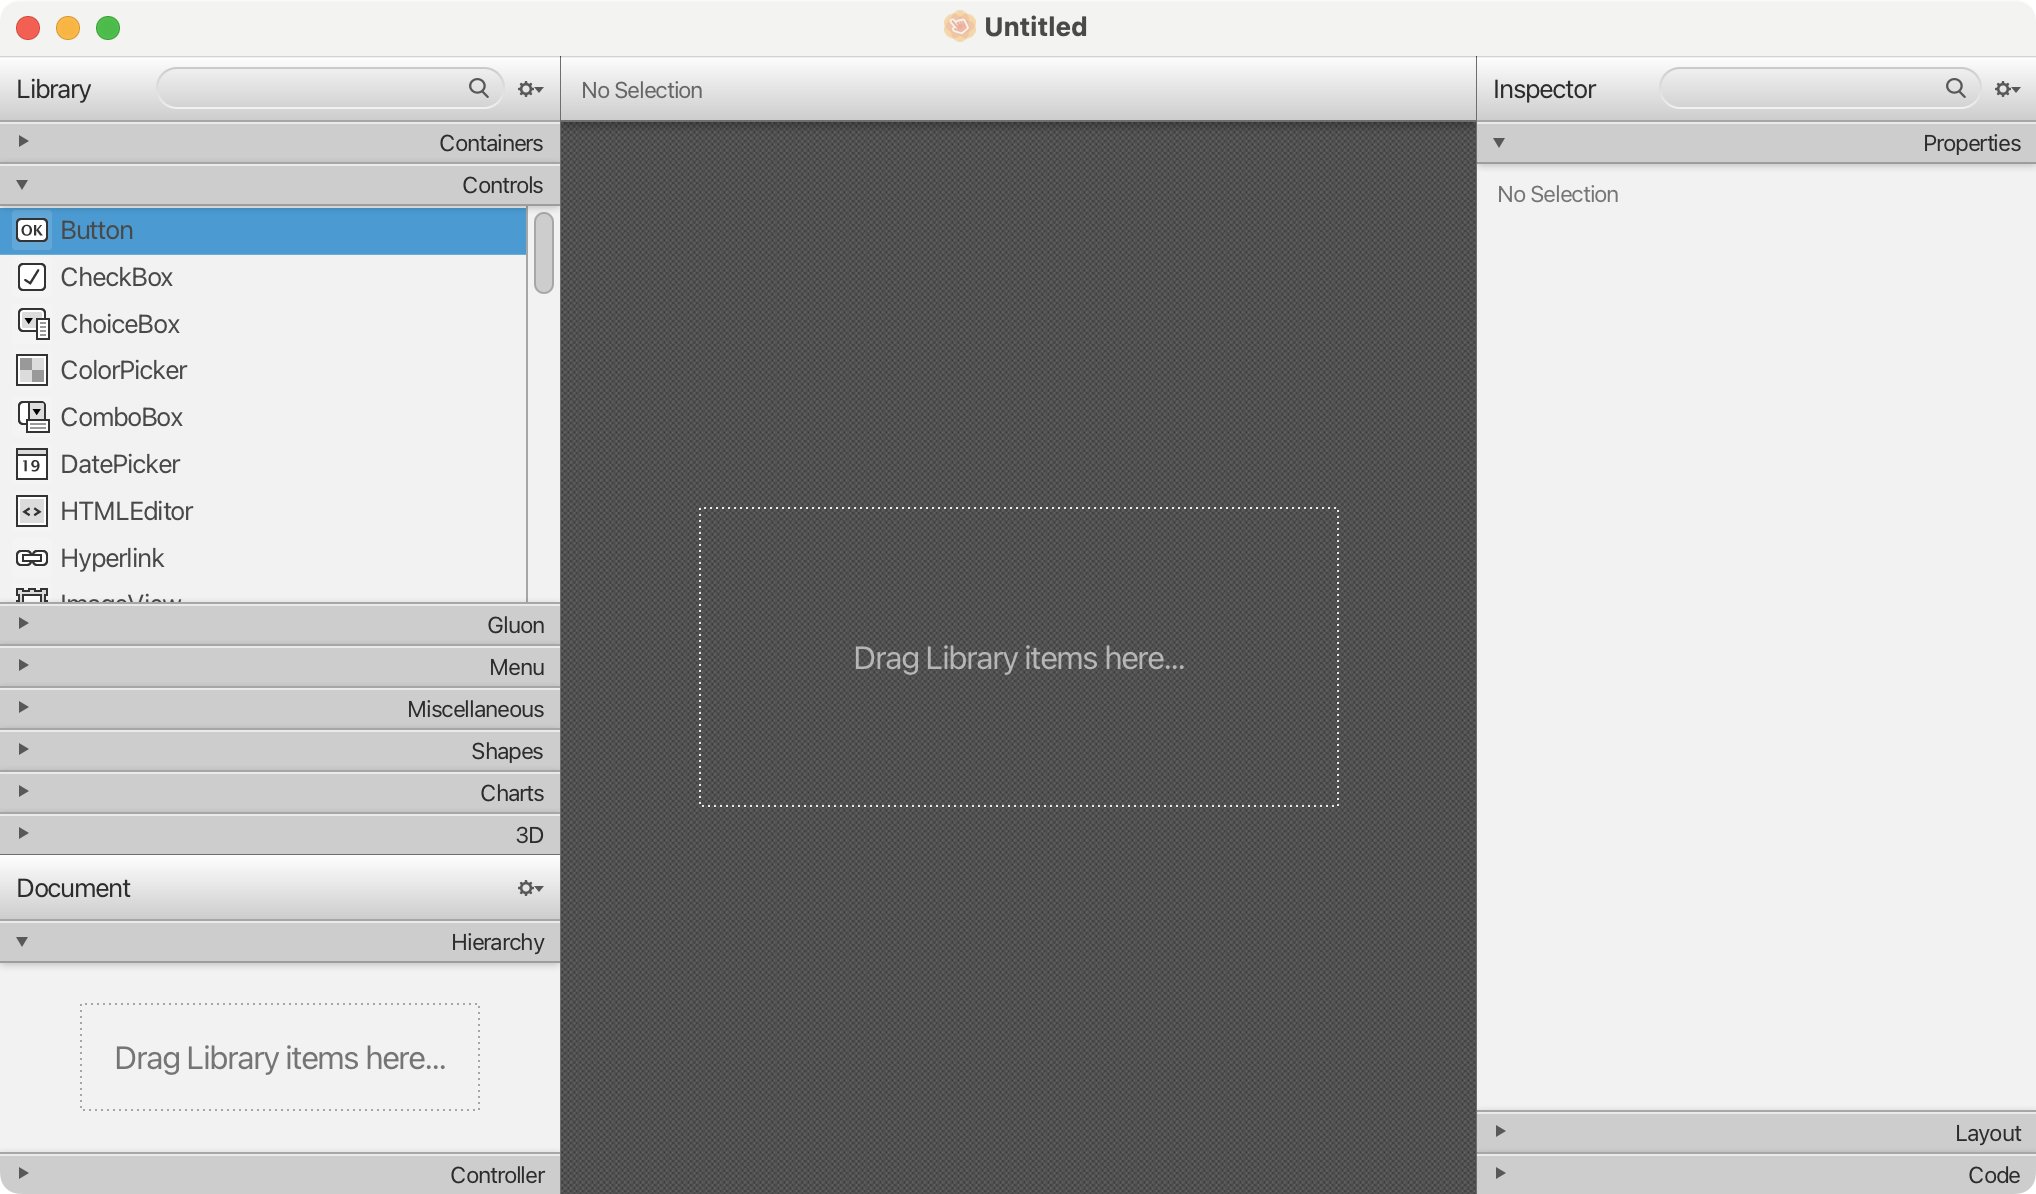 Untitled
Library
No Selection
Inspector
Containers
Properties
Controls
No Selection
OK Button
CheckBox
ChoiceBox
ColorPicker
ComboBox
19 DatePicker
HTMLEditor
Hyperlink
ImageView
Drag Library items here...
Gluon
Menu
Miscellaneous
Shapes
Charts
3D
Document
Hierarchy
Drag Library items here...
Controller
Layout
Code